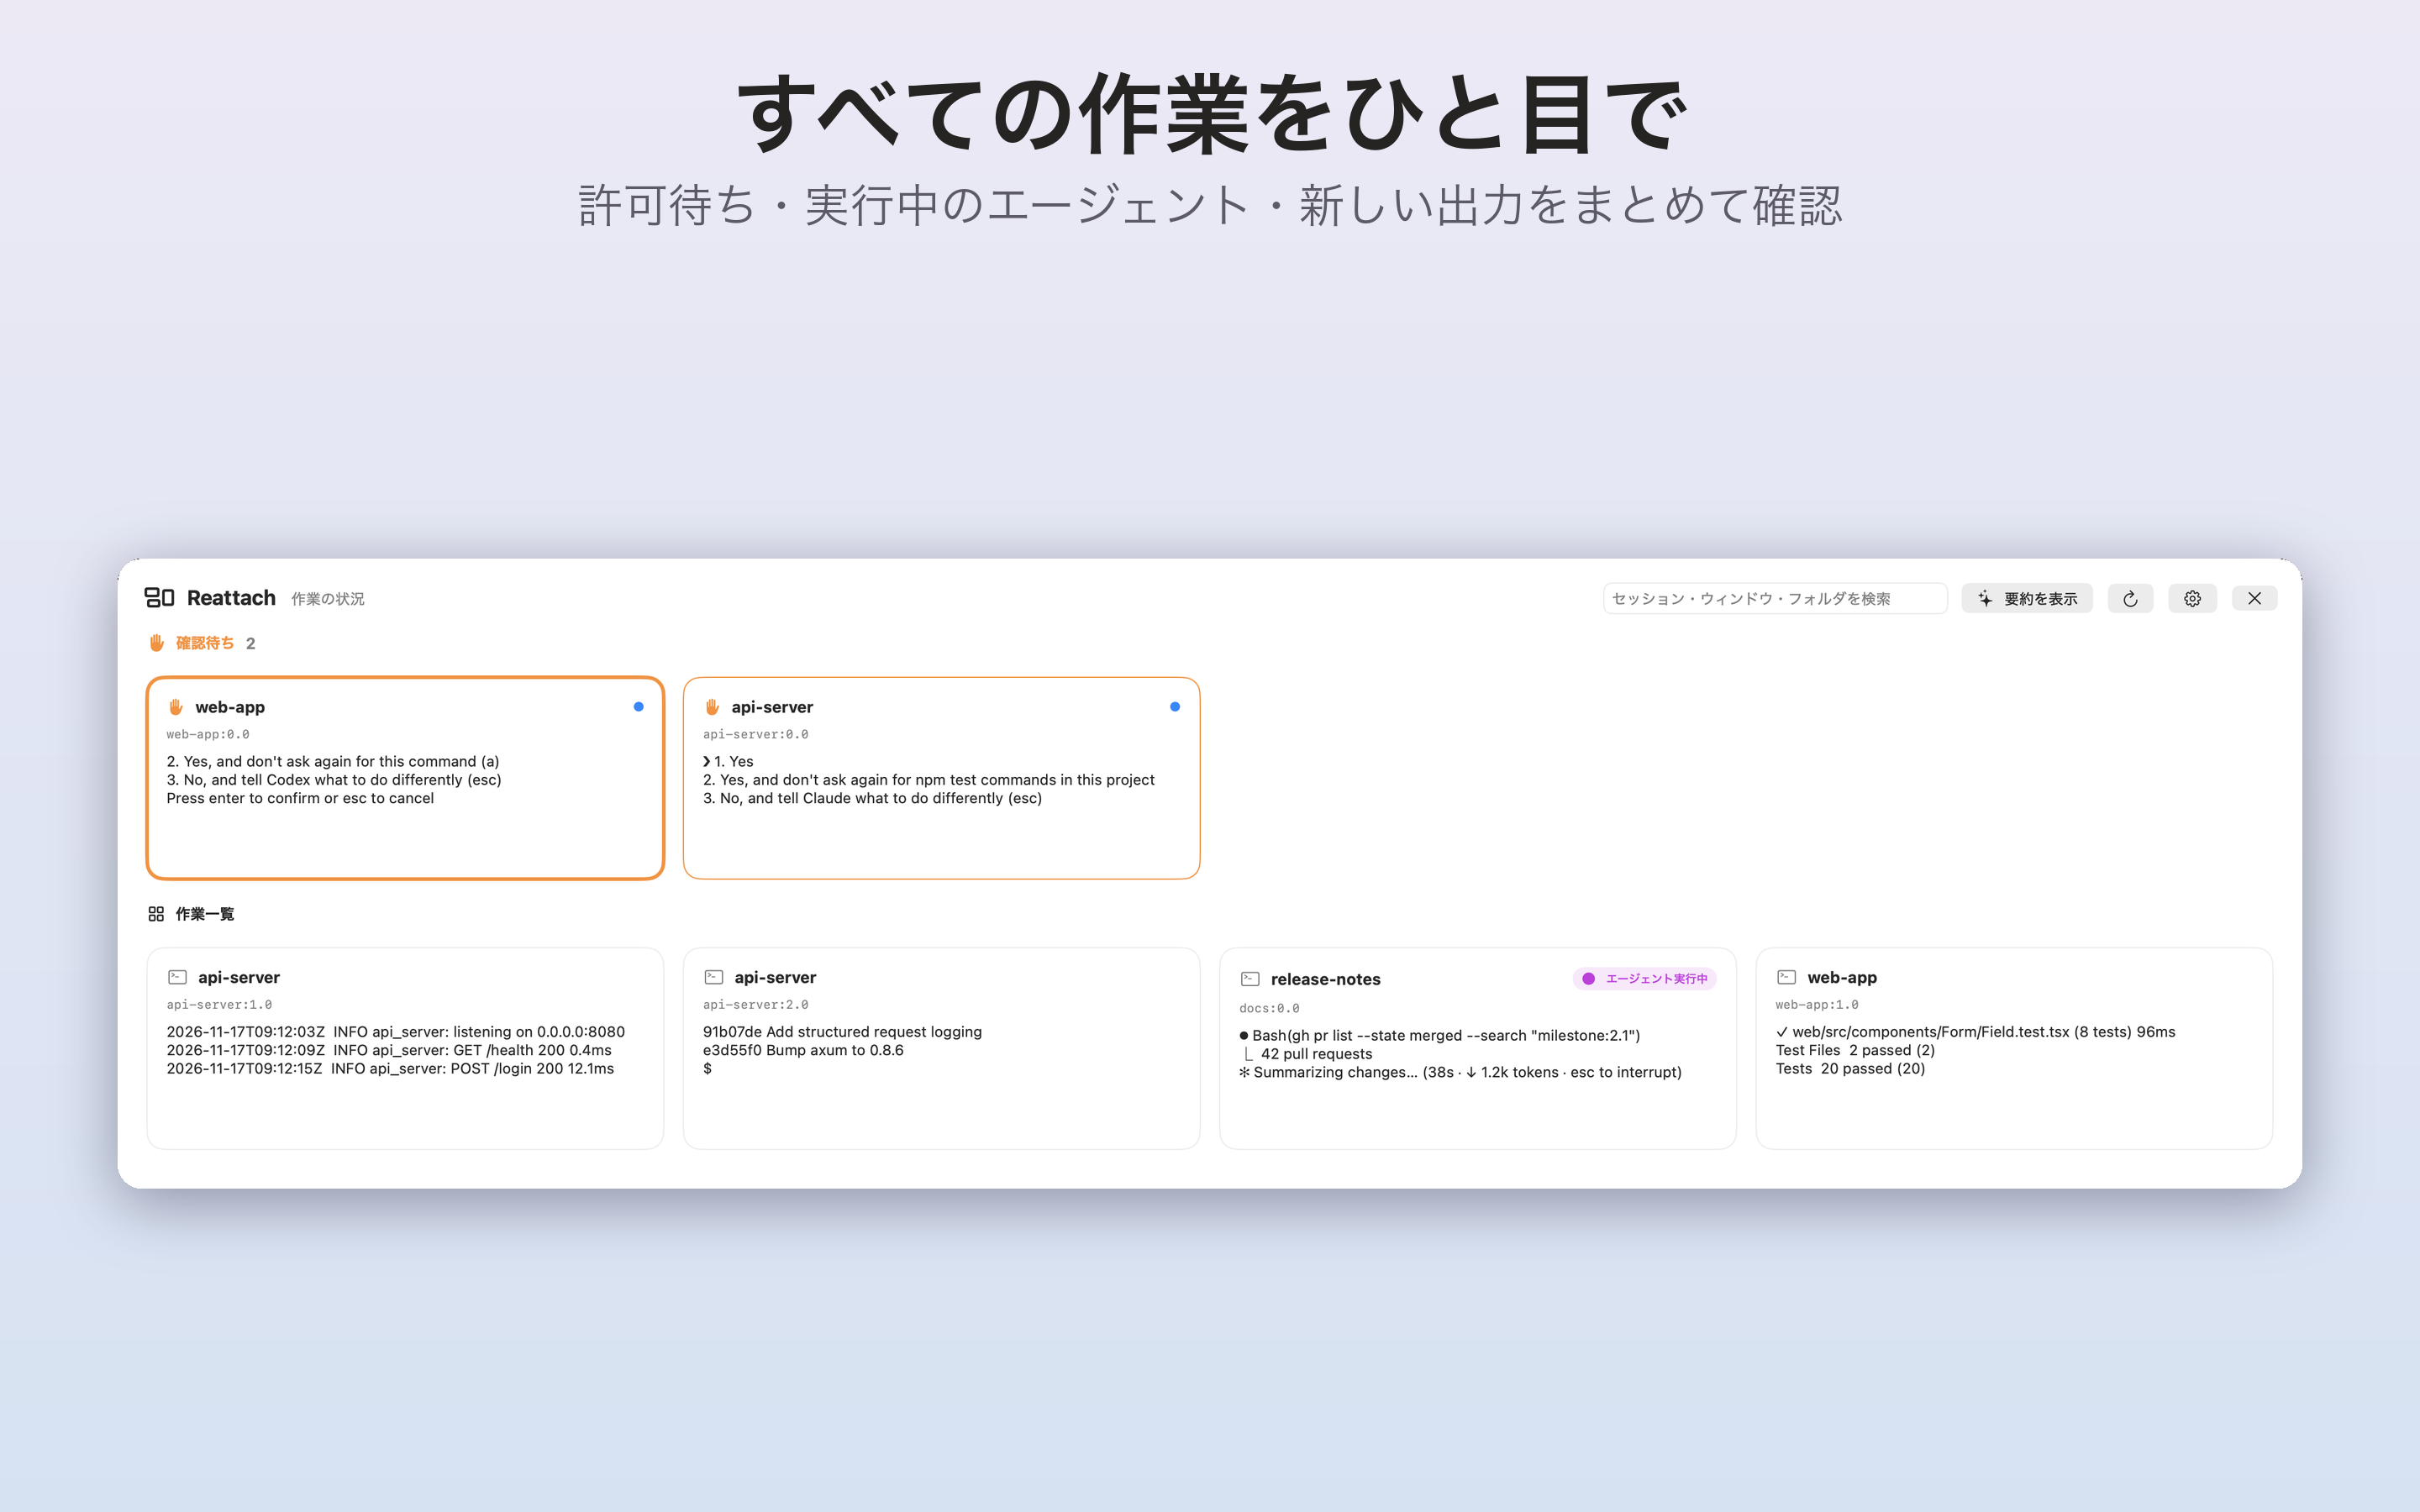 すべての作業をひと目で
許可待ち・実行中のエージェント・新しい出力をまとめて確認
Reattach 作業の状況
セッション・ウィンドウ・フォルダを検索
要約を表示
確認待ち 2
web-app
web-app:0.0
2. Yes, and don't ask again for this command (a)
3. No, and tell Codex what to do differently (esc)
Press enter to confirm or esc to cancel
api-server
api-server:0.0
❯ 1. Yes
2. Yes, and don't ask again for npm test commands in this project
3. No, and tell Claude what to do differently (esc)
作業一覧
api-server
api-server:1.0
2026-11-17T09:12:03Z  INFO api_server: listening on 0.0.0.0:8080
2026-11-17T09:12:09Z  INFO api_server: GET /health 200 0.4ms
2026-11-17T09:12:15Z  INFO api_server: POST /login 200 12.1ms
api-server
api-server:2.0
91b07de Add structured request logging
e3d55f0 Bump axum to 0.8.6
$
release-notes
エージェント実行中
docs:0.0
● Bash(gh pr list --state merged --search "milestone:2.1")
⎿ 42 pull requests
✻ Summarizing changes… (38s · ↓ 1.2k tokens · esc to interrupt)
web-app
web-app:1.0
✓ web/src/components/Form/Field.test.tsx (8 tests) 96ms
Test Files  2 passed (2)
Tests  20 passed (20)